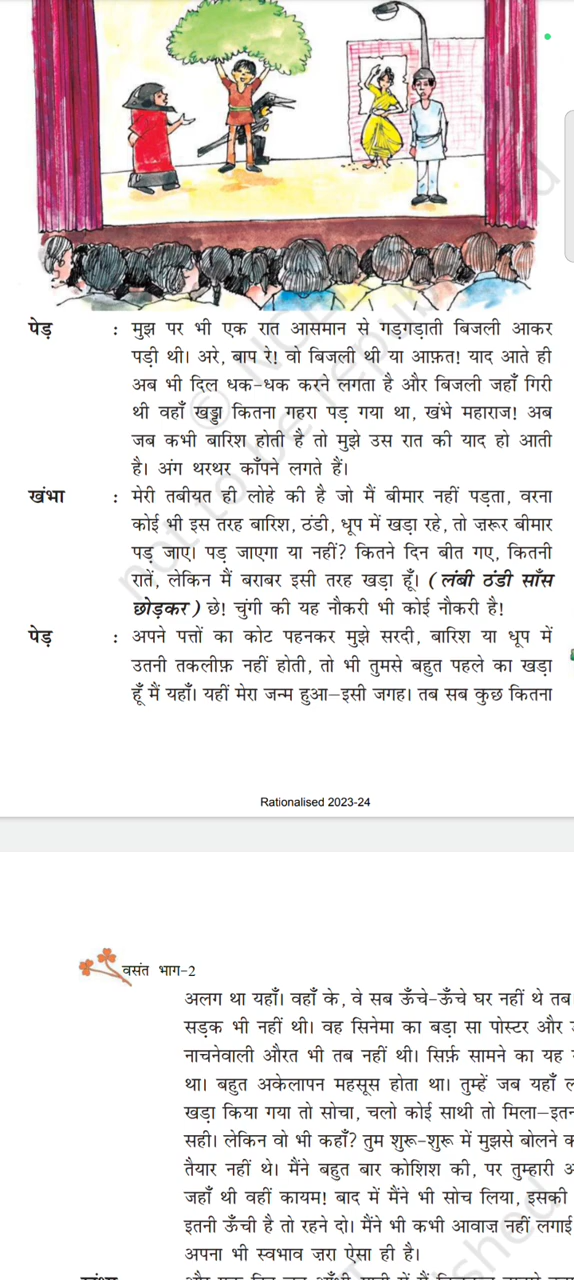 पेड़ : मुझ पर भी एक रात आसमान से गड़गड़ाती बिजली आकर
पड़ी थी। अरे, बाप रे! वो बिजली थी या आफ़त! याद आते ही
अब भी दिल धक-धक करने लगता है और बिजली जहाँ गिरी
थी वहाँ खड्डा कितना गहरा पड़ गया था, खंभे महाराज! अब
जब कभी बारिश होती है तो मुझे उस रात की याद हो आती
है। अंग थरथर काँपने लगते हैं।
खंभा : मेरी तबीयत ही लोहे की है जो मैं बीमार नहीं पड़ता, वरना
कोई भी इस तरह बारिश, ठंडी, धूप में खड़ा रहे, तो ज़रूर बीमार
पड़ जाए। पड़ जाएगा या नहीं? कितने दिन बीत गए, कितनी
रातें, लेकिन मैं बराबर इसी तरह खड़ा हूँ। (लंबी ठंडी साँस
छोड़कर) छे! चुंगी की यह नौकरी भी कोई नौकरी है!
पेड़ : अपने पत्तों का कोट पहनकर मुझे सरदी, बारिश या धूप में
उतनी तकलीफ़ नहीं होती, तो भी तुमसे बहुत पहले का खड़ा
हूँ मैं यहाँ। यहीं मेरा जन्म हुआ–इसी जगह। तब सब कुछ कितना
Rationalised 2023-24
वसंत भाग-2
अलग था यहाँ। वहाँ के, वे सब ऊँचे-ऊँचे घर नहीं थे तब
सड़क भी नहीं थी। वह सिनेमा का बड़ा सा पोस्टर और
नाचनेवाली औरत भी तब नहीं थी। सिर्फ़ सामने का यह
था। बहुत अकेलापन महसूस होता था। तुम्हें जब यहाँ
खड़ा किया गया तो सोचा, चलो कोई साथी तो मिला–
सही। लेकिन वो भी कहाँ? तुम शुरू-शुरू में मुझसे बोलने
तैयार नहीं थे। मैंने बहुत बार कोशिश की, पर तुम्हारी
जहाँ थी वहीं कायम! बाद में मैंने भी सोच लिया, इसकी
इतनी ऊँची है तो रहने दो। मैंने भी कभी आवाज़ नहीं लगाई
अपना भी स्वभाव ज़रा ऐसा ही है।
not to be republished